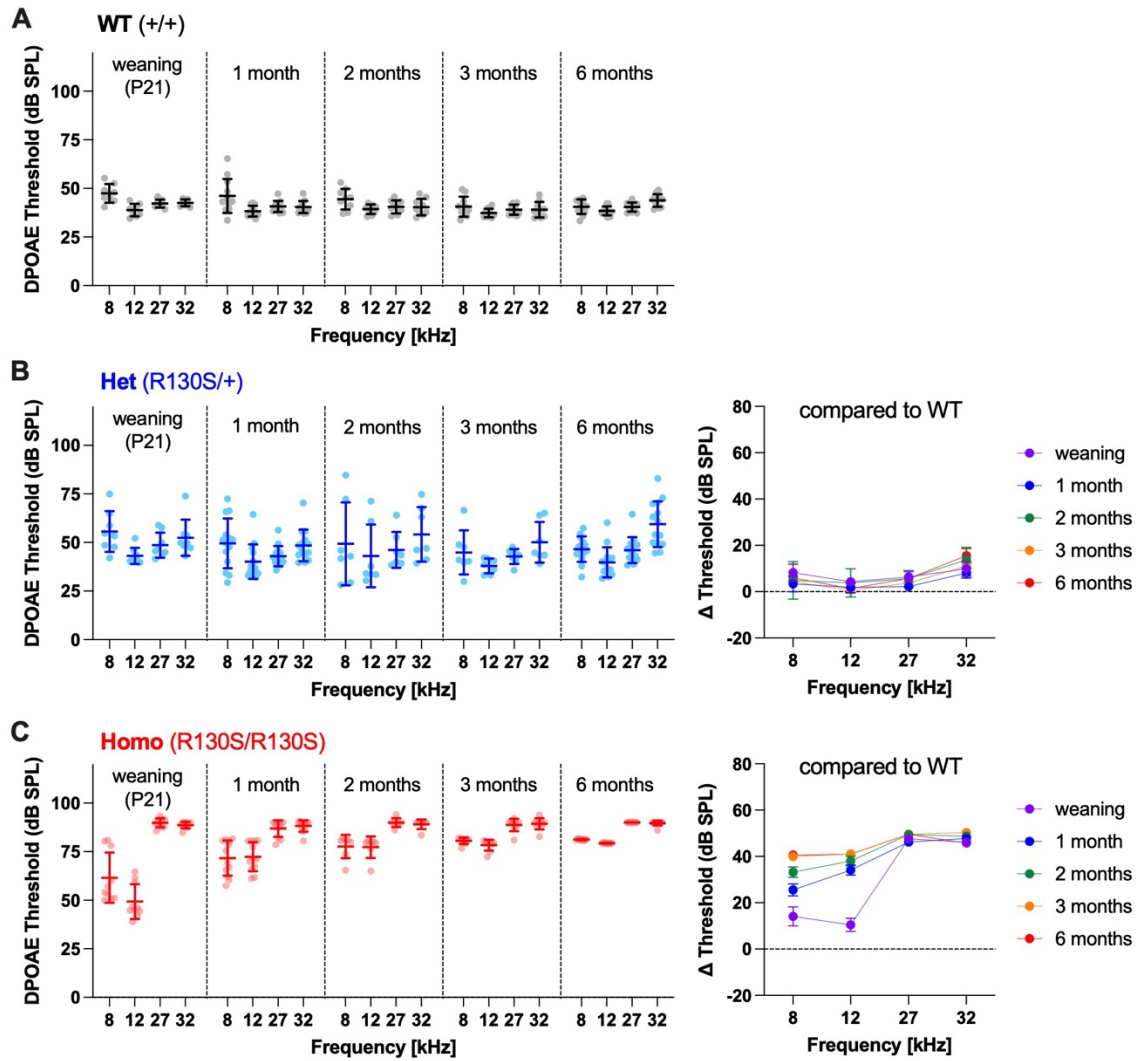 A
WT (+/+)
DPOAE Threshold (dB SPL)
100
75
50
25
0
weaning
(P21)
1 month
2 months
3 months
6 months
8 12 27 32 8 12 27 32 8 12 27 32 8 12 27 32 8 12 27 32
Frequency [kHz]
B
Het (R130S/+)
DPOAE Threshold (dB SPL)
100
75
50
25
0
weaning
(P21)
1 month
2 months
3 months
6 months
8 12 27 32 8 12 27 32 8 12 27 32 8 12 27 32 8 12 27 32
Frequency [kHz]
compared to WT
Δ Threshold (dB SPL)
80
60
40
20
0
-20
8 12 27 32
Frequency [kHz]
weaning
1 month
2 months
3 months
6 months
C
Homo (R130S/R130S)
DPOAE Threshold (dB SPL)
100
75
50
25
0
weaning
(P21)
1 month
2 months
3 months
6 months
8 12 27 32 8 12 27 32 8 12 27 32 8 12 27 32 8 12 27 32
Frequency [kHz]
compared to WT
Δ Threshold (dB SPL)
80
60
40
20
0
-20
8 12 27 32
Frequency [kHz]
weaning
1 month
2 months
3 months
6 months